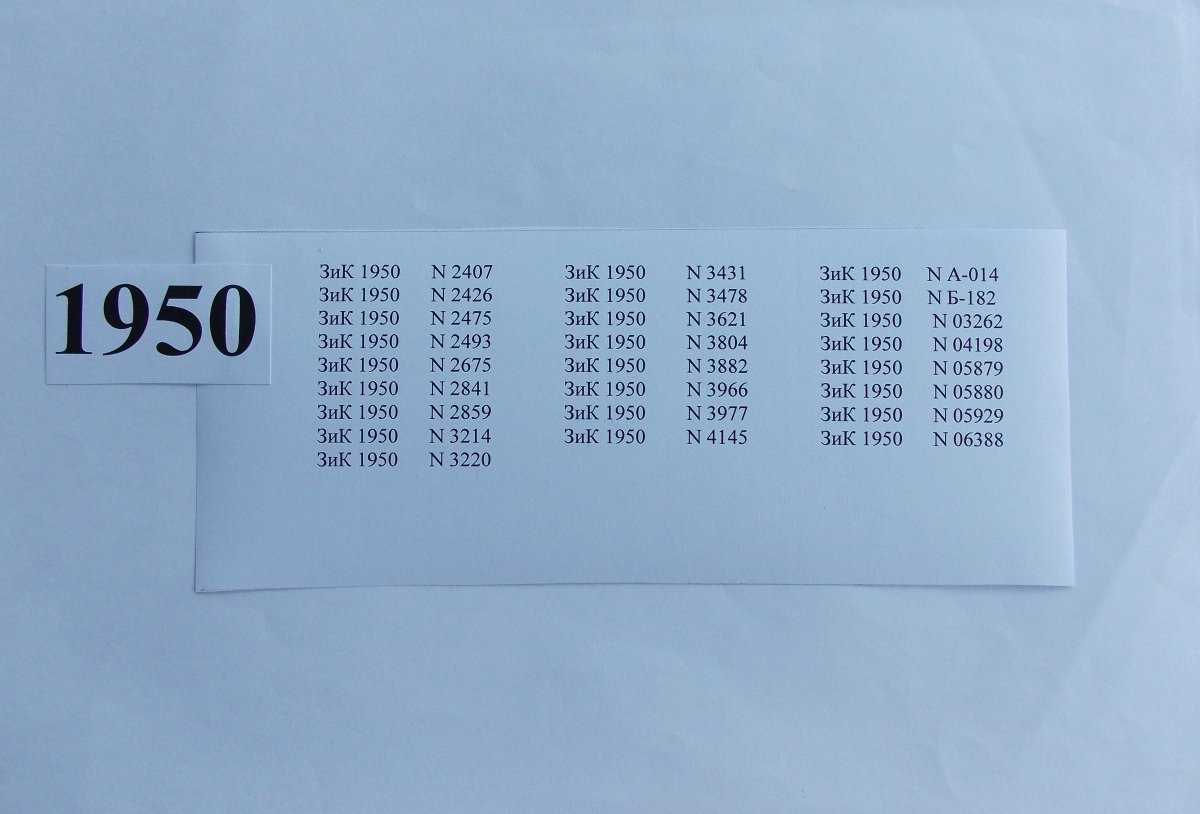 1950
ЗиК 1950 N 2407
ЗиК 1950 N 2426
ЗиК 1950 N 2475
ЗиК 1950 N 2493
ЗиК 1950 N 2675
ЗиК 1950 N 2841
ЗиК 1950 N 2859
ЗиК 1950 N 3214
ЗиК 1950 N 3220
ЗиК 1950 N 3431
ЗиК 1950 N 3478
ЗиК 1950 N 3621
ЗиК 1950 N 3804
ЗиК 1950 N 3882
ЗиК 1950 N 3966
ЗиК 1950 N 3977
ЗиК 1950 N 4145
ЗиК 1950 N А-014
ЗиК 1950 N Б-182
ЗиК 1950 N 03262
ЗиК 1950 N 04198
ЗиК 1950 N 05879
ЗиК 1950 N 05880
ЗиК 1950 N 05929
ЗиК 1950 N 06388